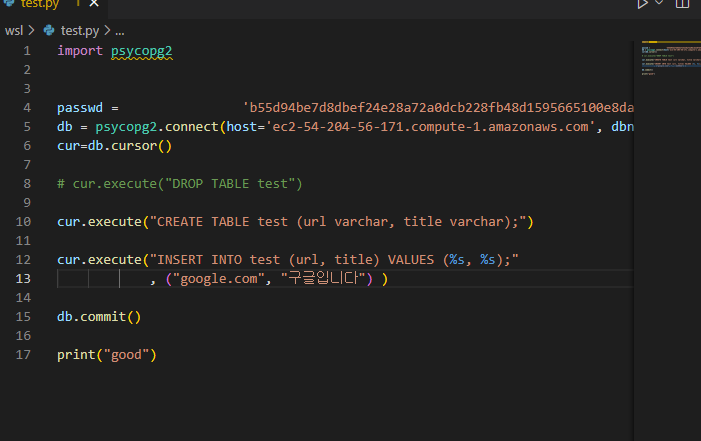 test.py 1 ×
wsl > test.py > ...
1 import psycopg2
2
3
4 passwd = 'b55d94be7d8dbef24e28a72a0dcb228fb48d1595665100e8da
5 db = psycopg2.connect(host='ec2-54-204-56-171.compute-1.amazonaws.com', dbn
6 cur=db.cursor()
7
8 # cur.execute("DROP TABLE test")
9
10 cur.execute("CREATE TABLE test (url varchar, title varchar);")
11
12 cur.execute("INSERT INTO test (url, title) VALUES (%s, %s);"
13 , ("google.com", "구글입니다") )
14
15 db.commit()
16
17 print("good")